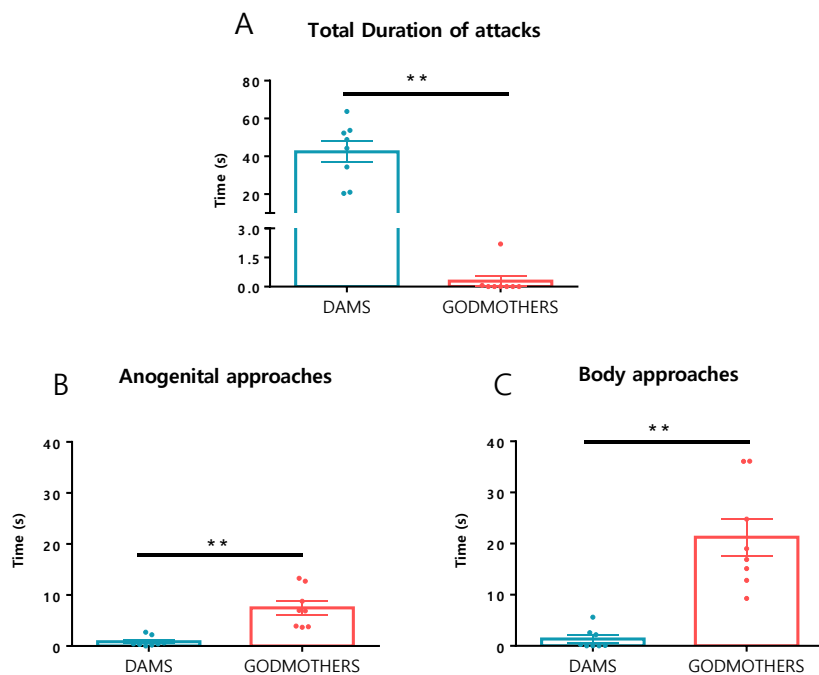 A
Total Duration of attacks
**
80
60
40
20
3.0
1.5
0.0
Time (s)
DAMS GODMOTHERS
B
Anogenital approaches
**
40
30
20
10
0
Time (s)
DAMS GODMOTHERS
C
Body approaches
**
40
30
20
10
0
Time (s)
DAMS GODMOTHERS